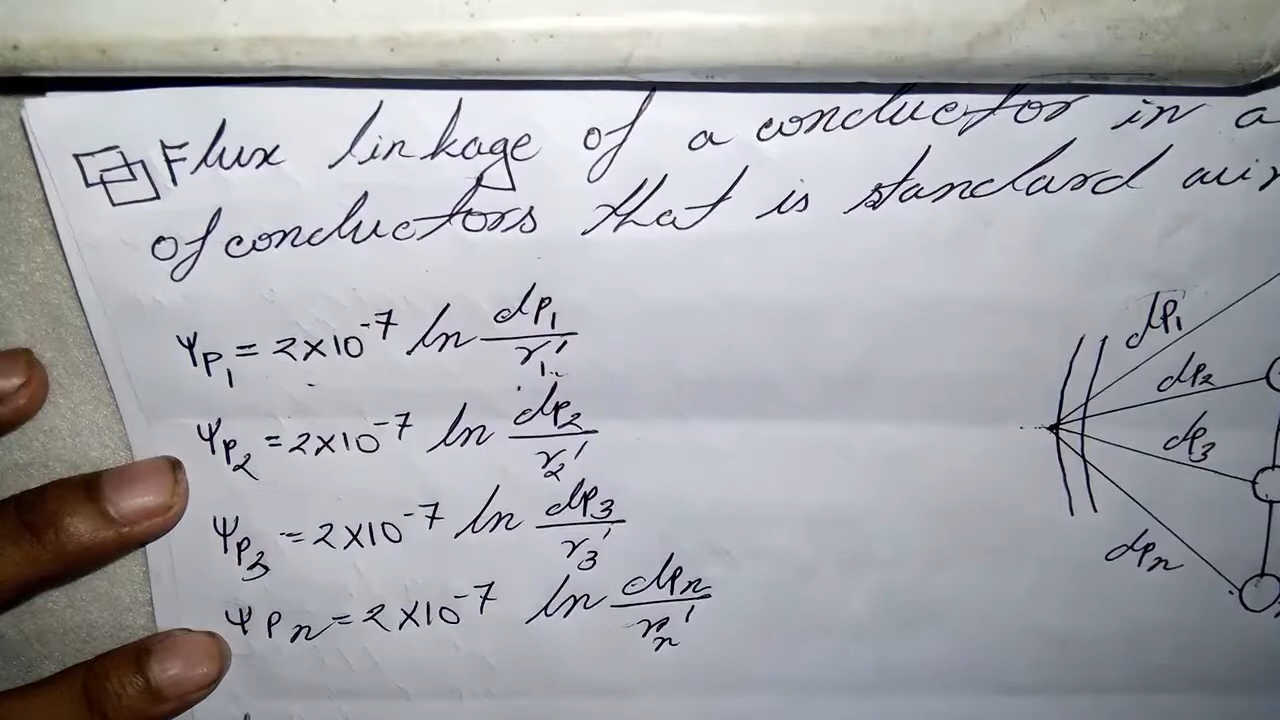 Flux linkage of a conductor in a
of conductors that is standard
ψP1 = 2×10^-7 ln dP1/r1'
ψP2 = 2×10^-7 ln dP2/r2'
ψP3 = 2×10^-7 ln dP3/r3'
ψPn = 2×10^-7 ln dPn/rn'
dP1
dP2
dP3
dPn